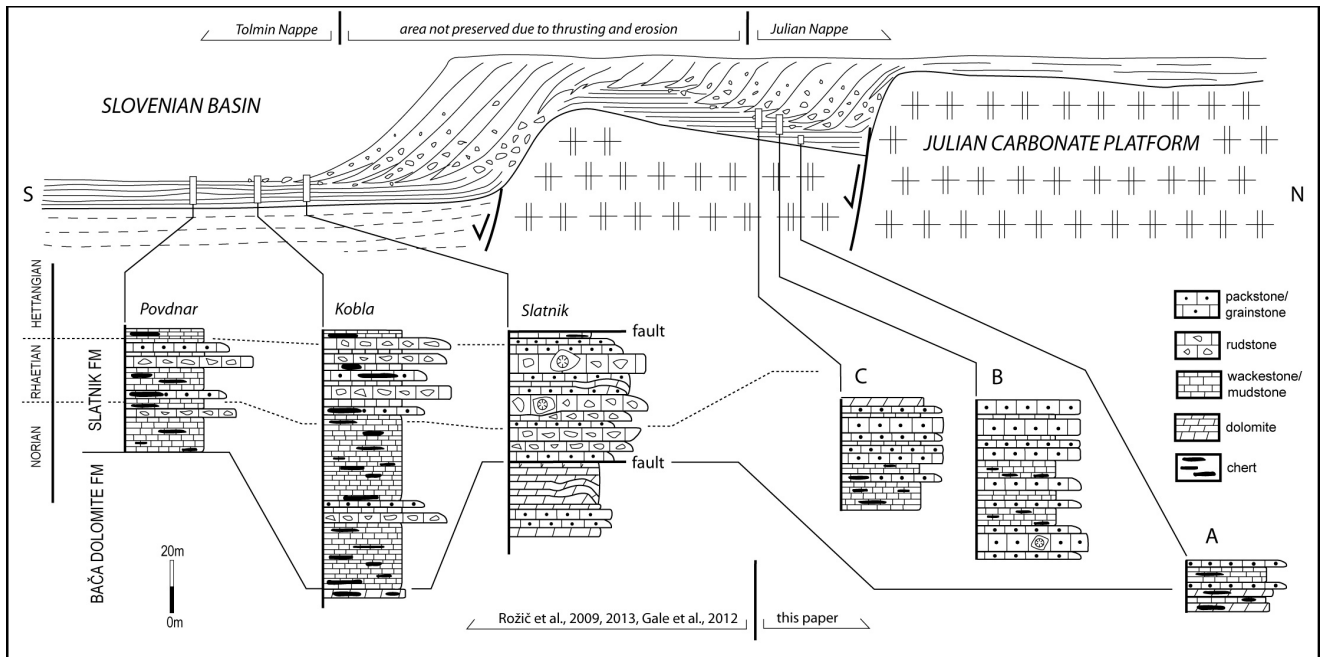 Tolmin Nappe
area not preserved due to thrusting and erosion
Julian Nappe
SLOVENIAN BASIN
JULIAN CARBONATE PLATFORM
S
N
HETTANGIAN
RHAETIAN
NORIAN
SLATNIK FM
BAČA DOLOMITE FM
Povdnar
Kobla
Slatnik
fault
fault
C
B
A
packstone/
grainstone
rudstone
wackestone/
mudstone
dolomite
chert
20m
0m
Rožič et al., 2009, 2013, Gale et al., 2012
this paper